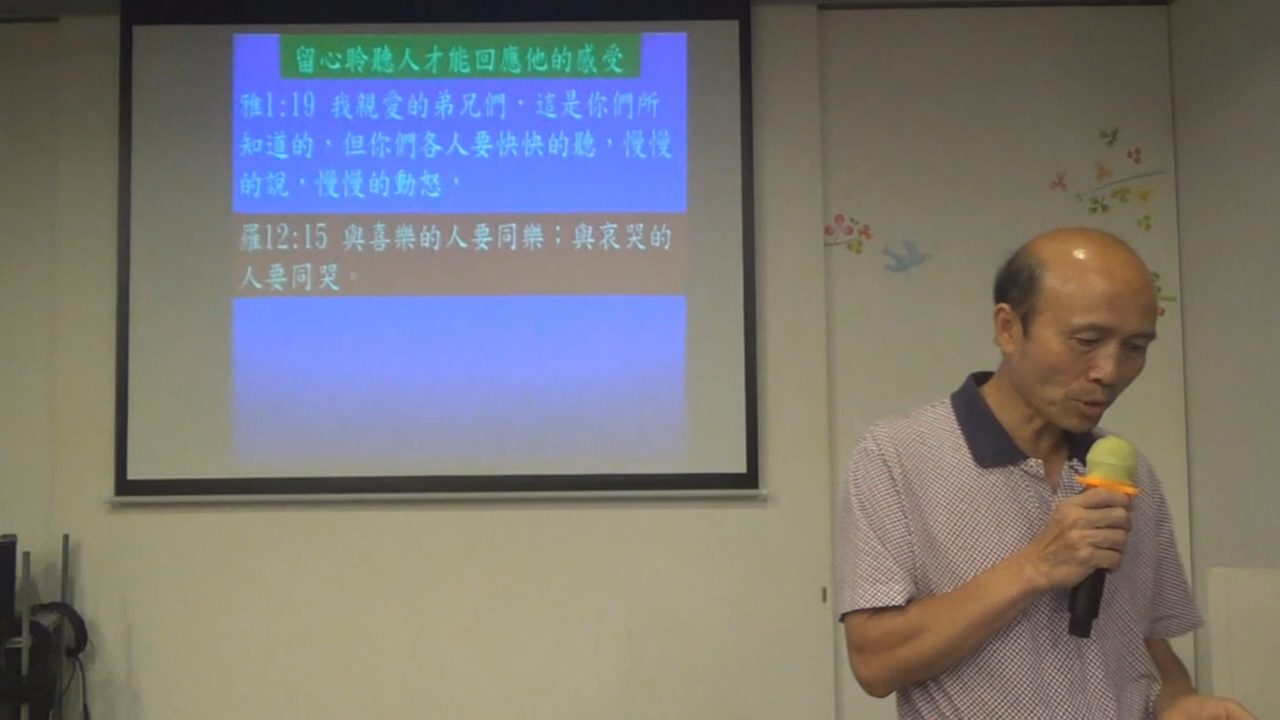 留心聆聽人才能回應他的感受
雅1:19 我親愛的弟兄們，這是你們所
知道的，但你們各人要快快的聽，慢慢
的說，慢慢的動怒，
羅12:15 與喜樂的人要同樂；與哀哭的
人要同哭。